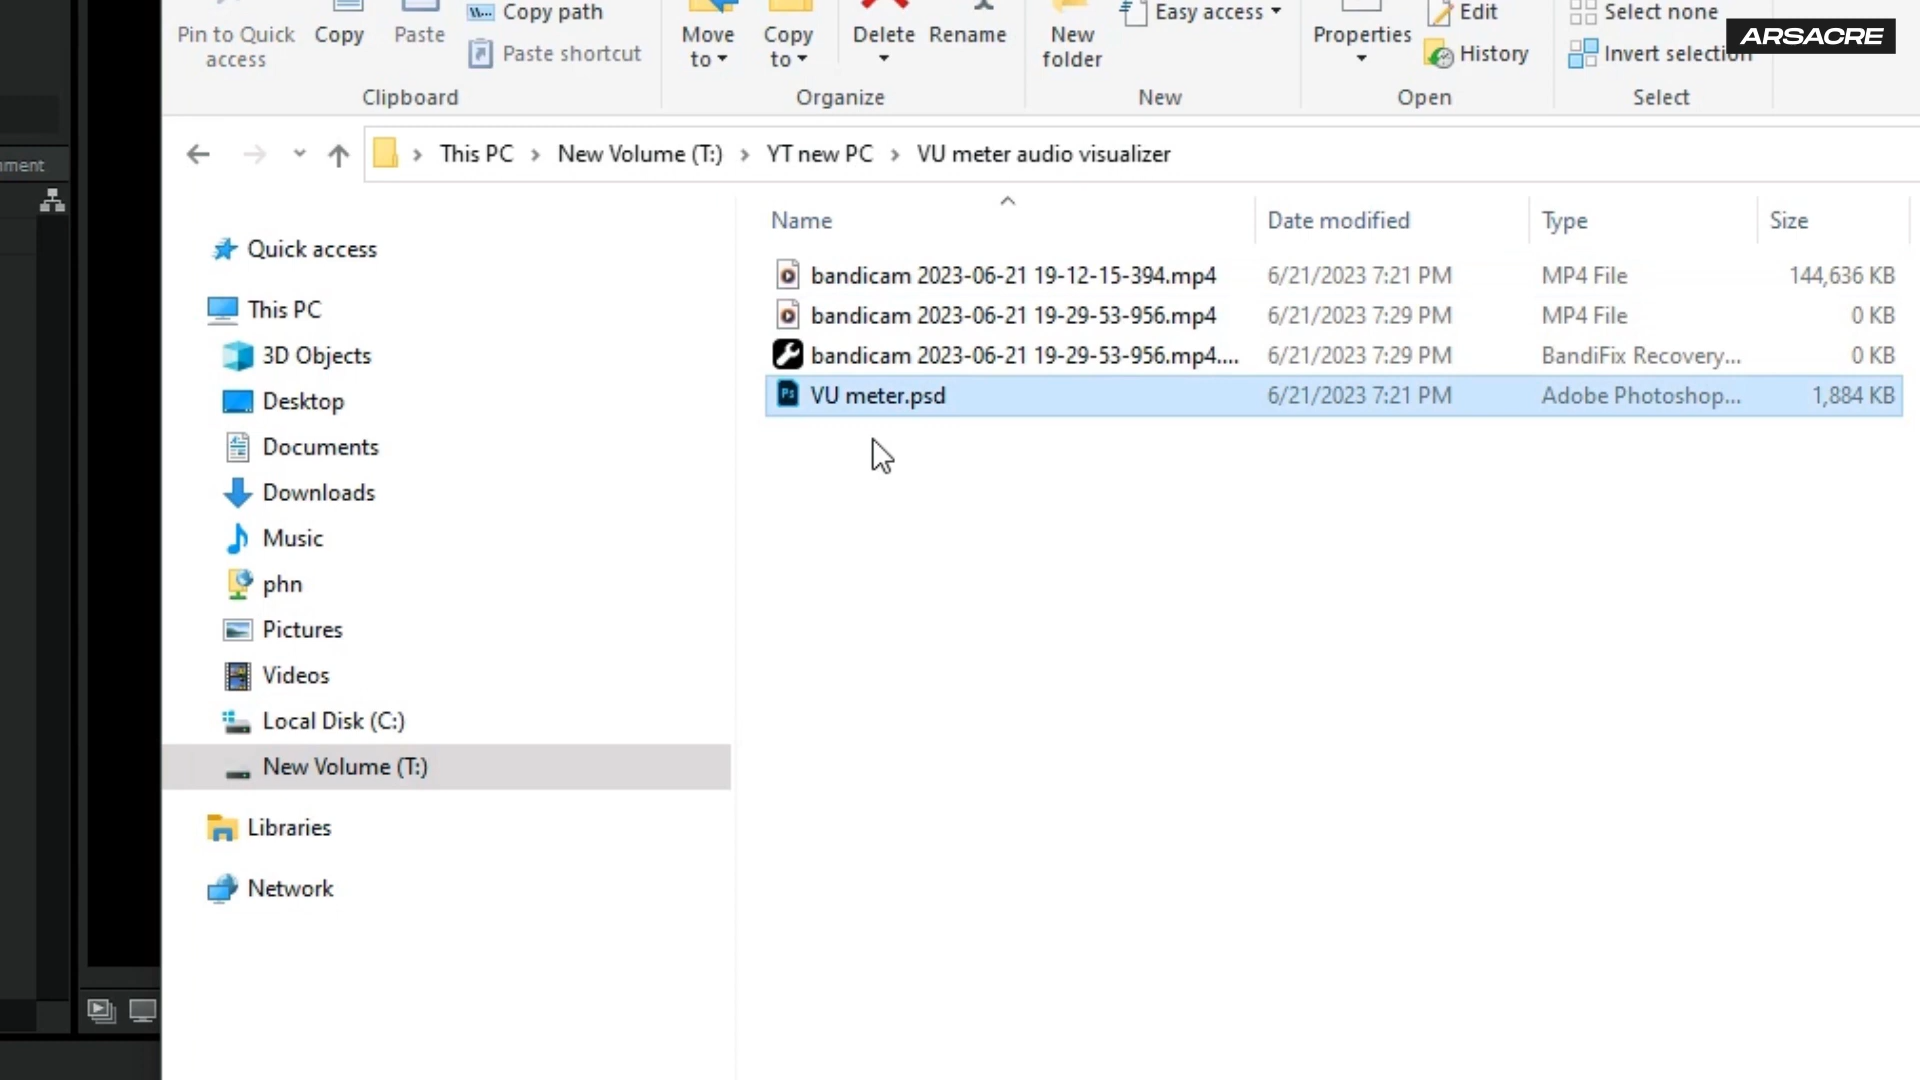 Pin to Quick access
Copy
Paste
Copy path
Paste shortcut
Clipboard
Move to
Copy to
Delete
Rename
Organize
New folder
Easy access
New
Properties
Edit
History
Open
Select none
Invert selection
Select
ARSACRE
This PC > New Volume (T:) > YT new PC > VU meter audio visualizer
Name Date modified Type Size
bandicam 2023-06-21 19-12-15-394.mp4 6/21/2023 7:21 PM MP4 File 144,636 KB
bandicam 2023-06-21 19-29-53-956.mp4 6/21/2023 7:29 PM MP4 File 0 KB
bandicam 2023-06-21 19-29-53-956.mp4.... 6/21/2023 7:29 PM BandiFix Recovery... 0 KB
VU meter.psd 6/21/2023 7:21 PM Adobe Photoshop... 1,884 KB
Quick access
This PC
3D Objects
Desktop
Documents
Downloads
Music
phn
Pictures
Videos
Local Disk (C:)
New Volume (T:)
Libraries
Network